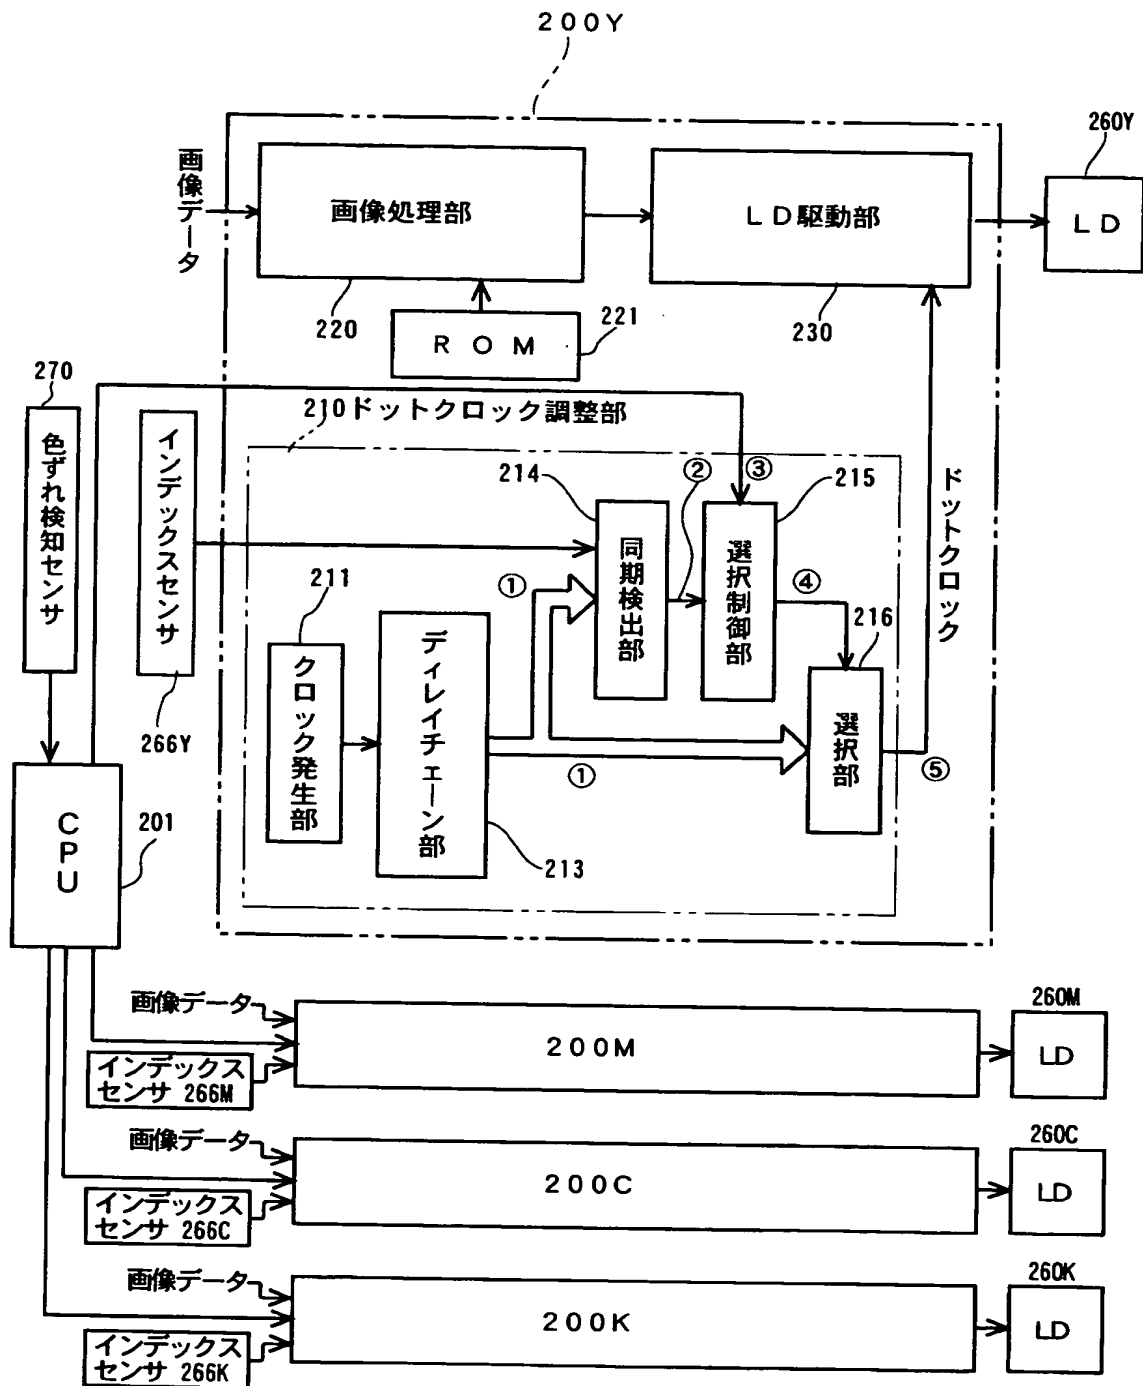 200Y
260Y
画像データ
画像処理部
LD駆動部
LD
220
221
230
ROM
270
210ドットクロック調整部
色ずれ検知センサ
インデックスセンサ
214
②
③
215
ドットクロック
同期検出部
選択制御部
①
④
211
216
クロック発生部
ディレイチェーン部
選択部
266Y
①
⑤
CPU
201
213
画像データ
260M
200M
LD
インデックス
センサ 266M
画像データ
260C
200C
LD
インデックス
センサ 266C
画像データ
260K
200K
LD
インデックス
センサ 266K